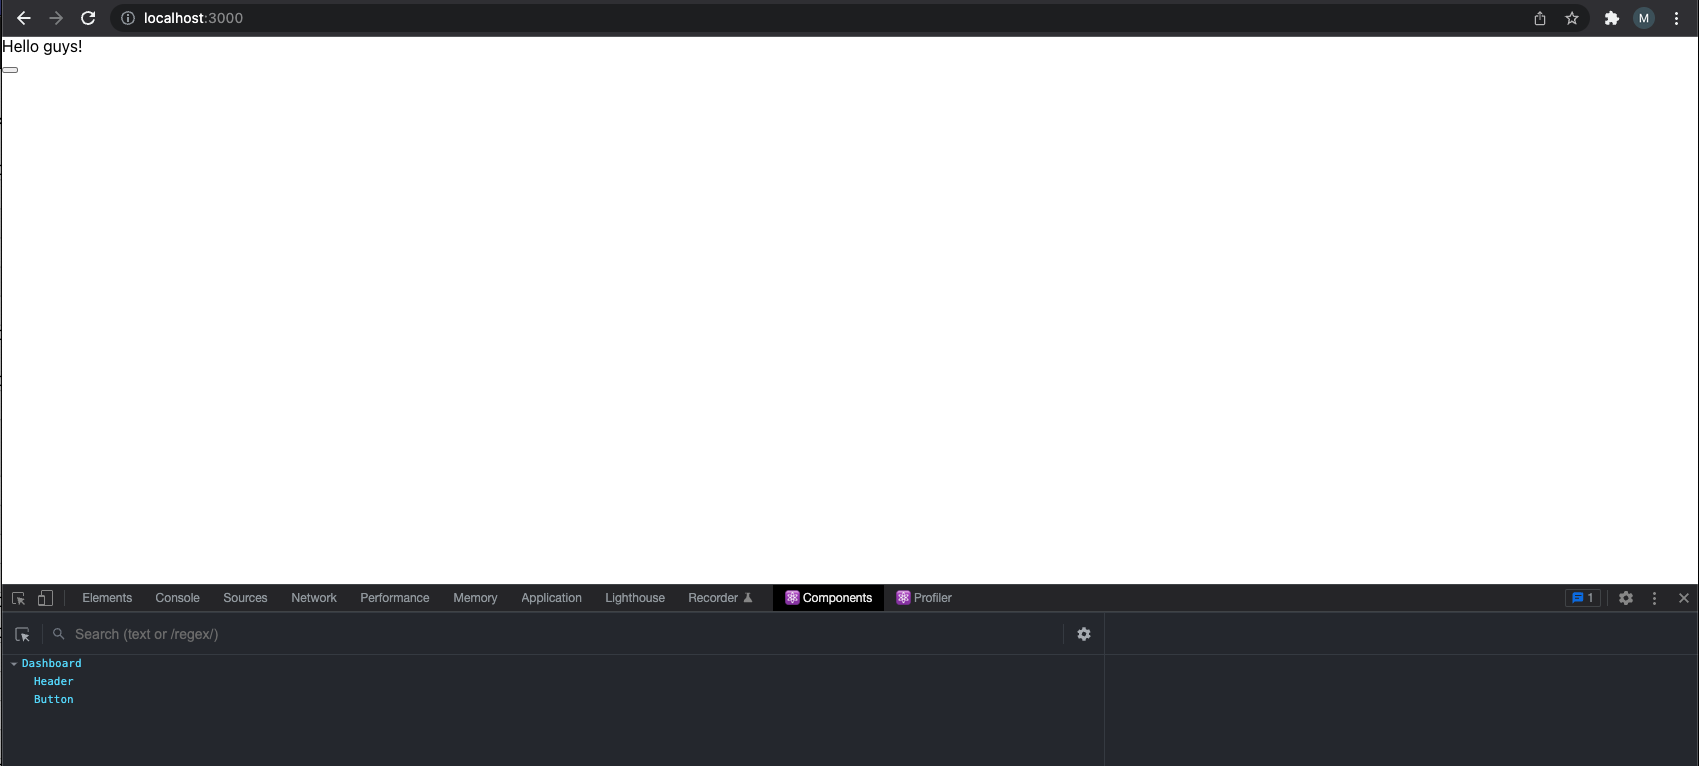 localhost:3000
M
Hello guys!
Elements Console Sources Network Performance Memory Application Lighthouse Recorder Components Profiler 1
Search (text or /regex/)
Dashboard
Header
Button